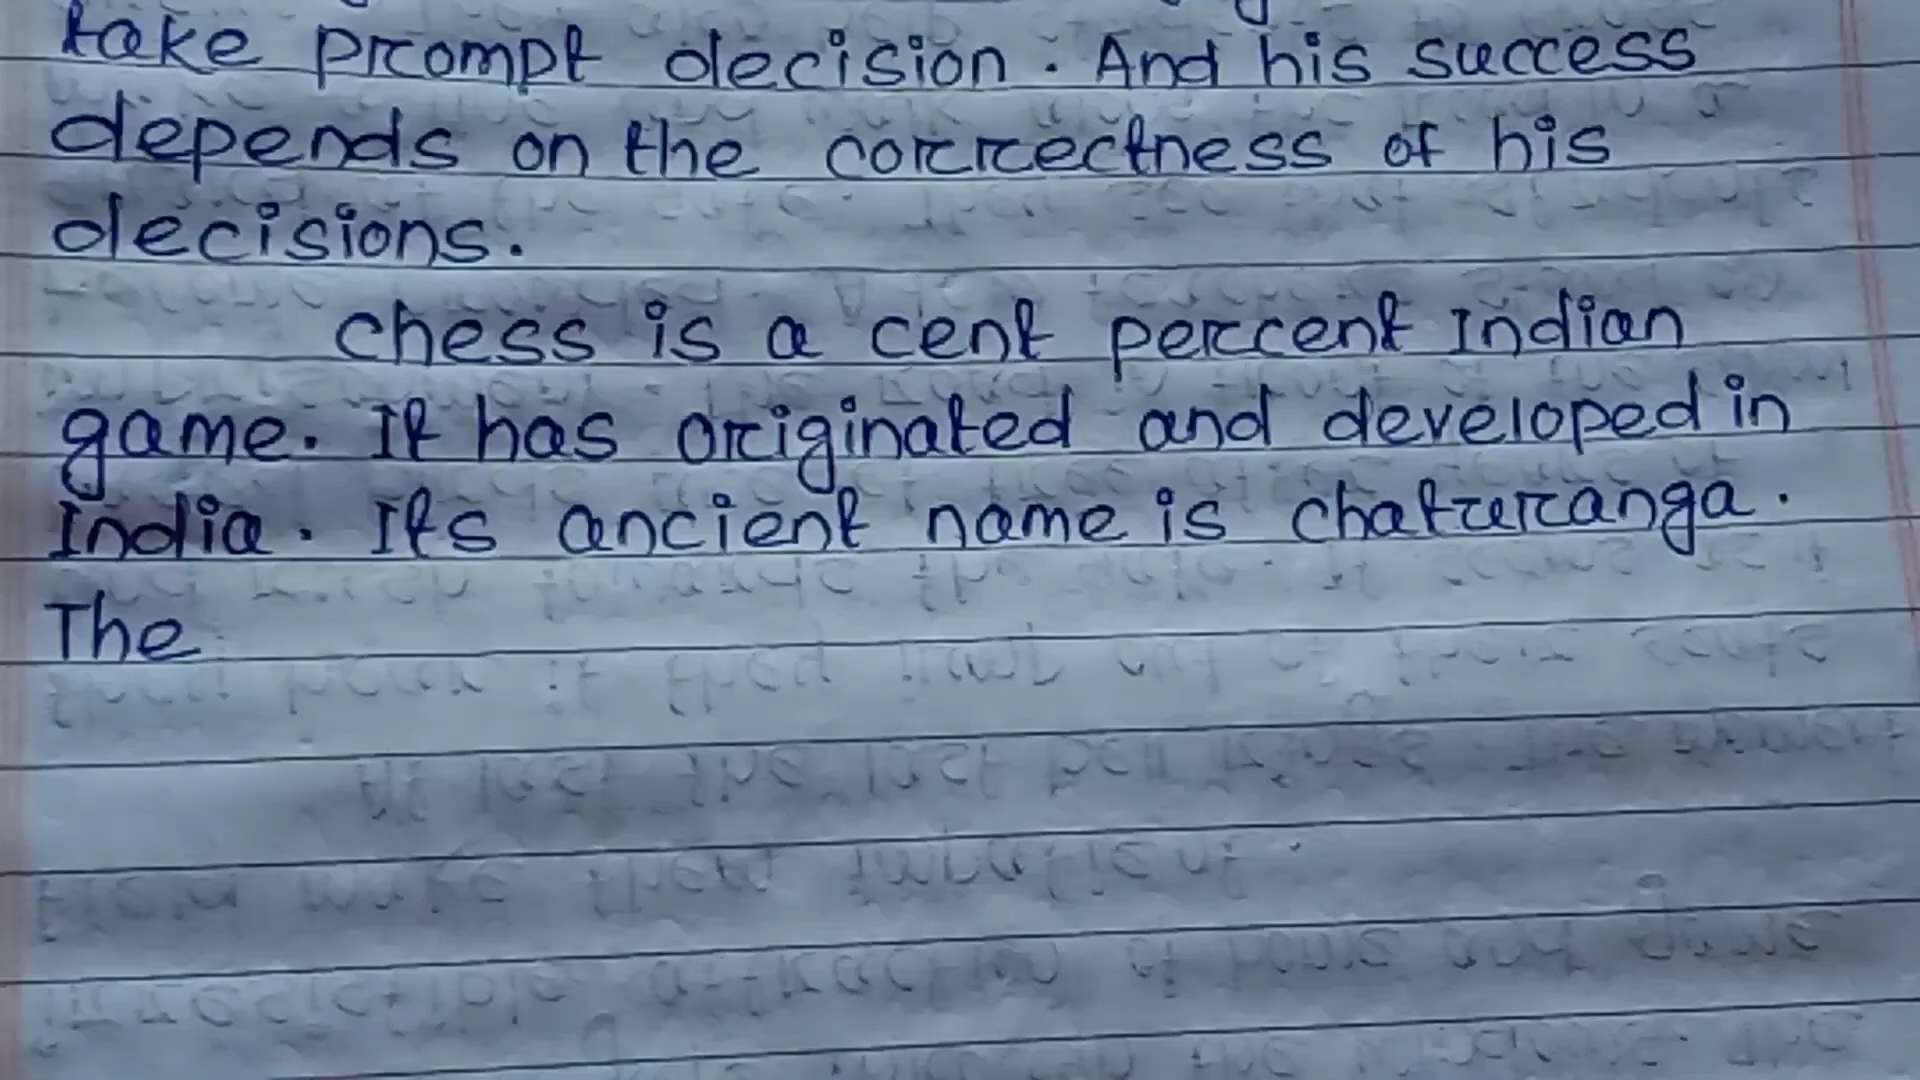 take prompt decision. And his success
depends on the correctness of his
decisions.
chess is a cent percent Indian
game. It has originated and developed in
India. Its ancient name is chaturanga.
The